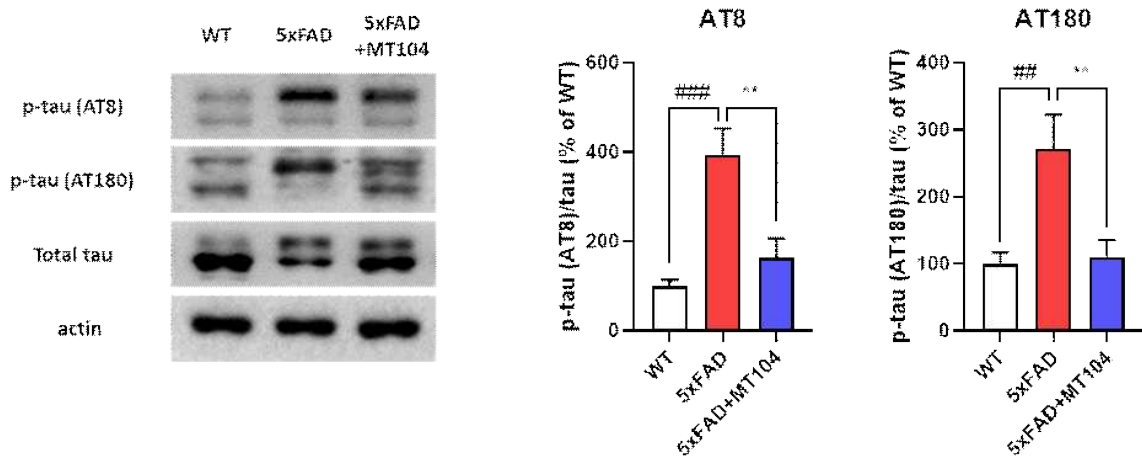 WT 5xFAD 5xFAD
+MT104
p-tau (AT8)
p-tau (AT180)
Total tau
actin
AT8
p-tau (AT8)/tau (% of WT)
600
400
200
0
###
**
WT
5xFAD
5xFAD+MT104
AT180
p-tau (AT180)/tau (% of WT)
400
300
200
100
0
##
**
WT
5xFAD
5xFAD+MT104